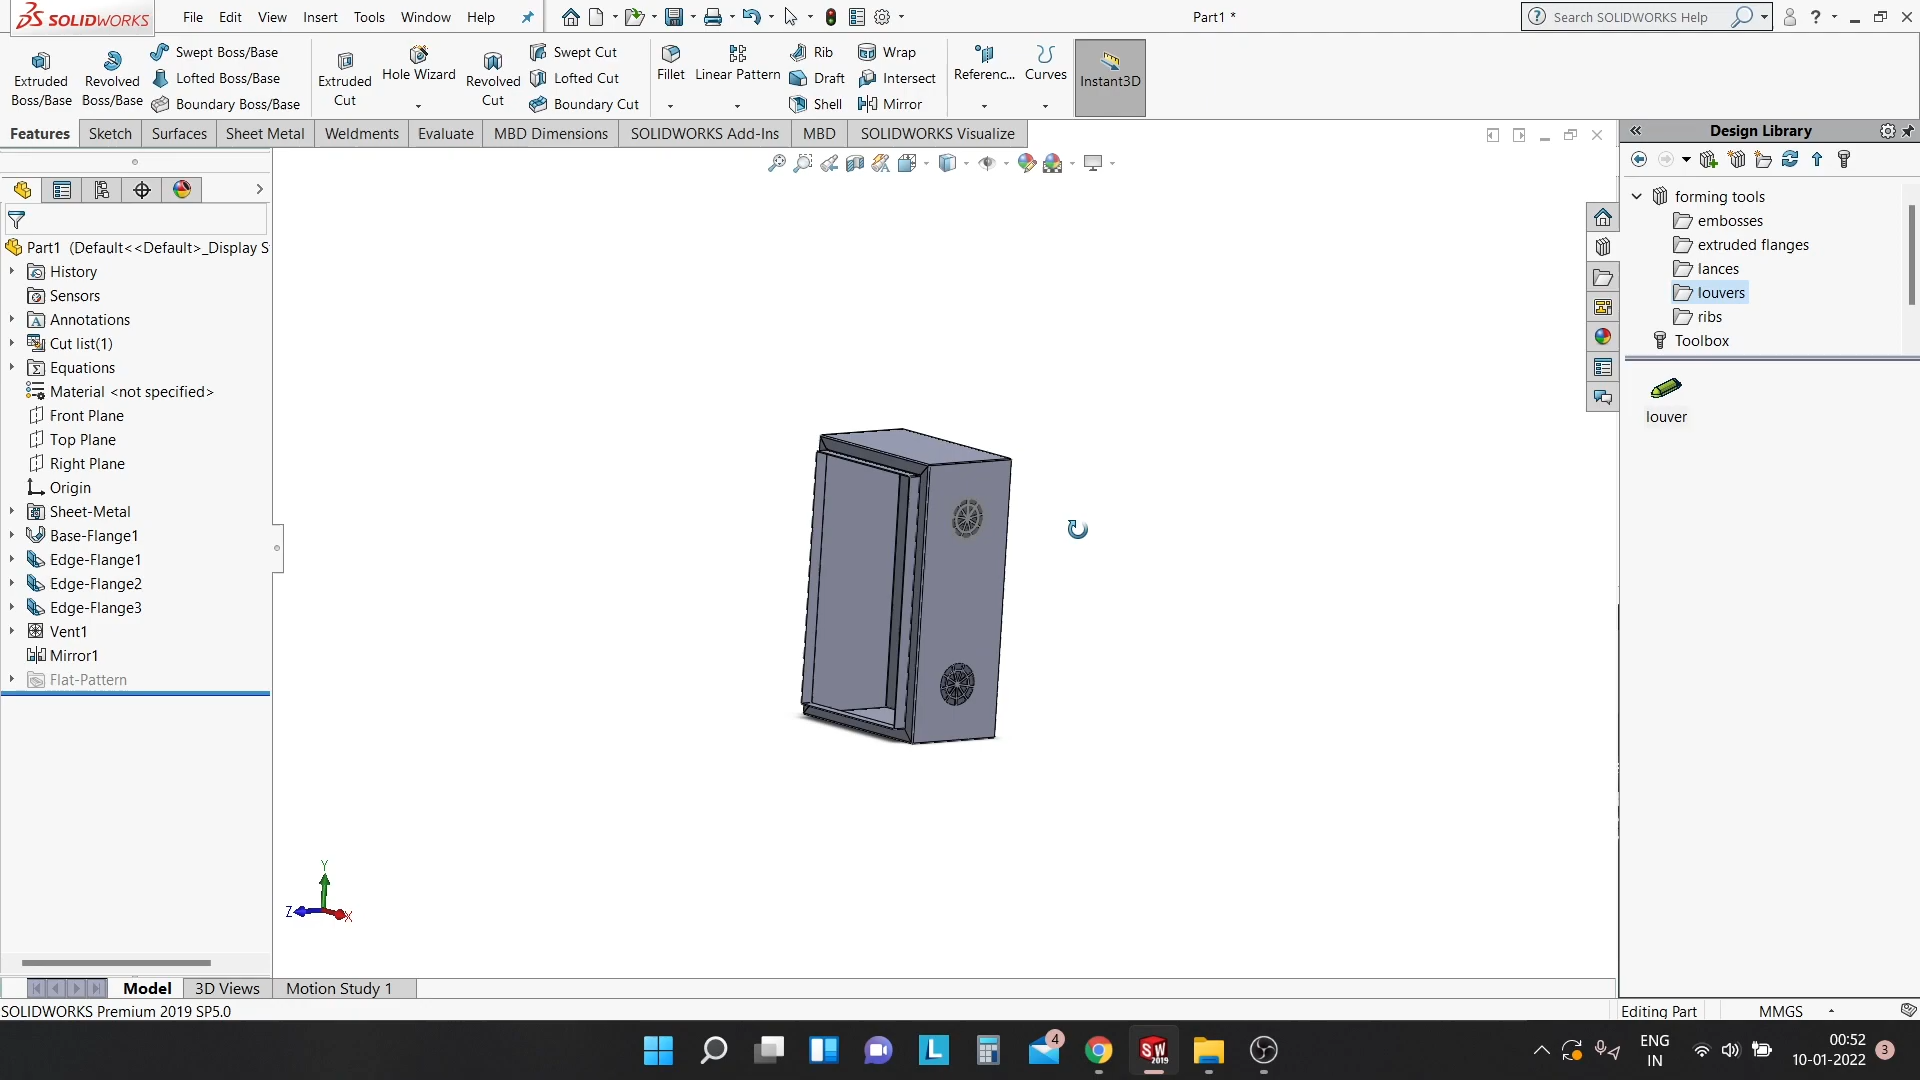 SOLIDWORKS File Edit View Insert Tools Window Help Part1 * Search SOLIDWORKS Help ?
Extruded Boss/Base
Revolved Boss/Base
Swept Boss/Base
Lofted Boss/Base
Boundary Boss/Base
Extruded Cut
Hole Wizard
Revolved Cut
Swept Cut
Lofted Cut
Boundary Cut
Fillet
Linear Pattern
Rib
Draft
Shell
Wrap
Intersect
Mirror
Referenc...
Curves
Instant3D
Features Sketch Surfaces Sheet Metal Weldments Evaluate MBD Dimensions SOLIDWORKS Add-Ins MBD SOLIDWORKS Visualize
Part1 (Default<<Default>_Display S
History
Sensors
Annotations
Cut list(1)
Equations
Material <not specified>
Front Plane
Top Plane
Right Plane
Origin
Sheet-Metal
Base-Flange1
Edge-Flange1
Edge-Flange2
Edge-Flange3
Vent1
Mirror1
Flat-Pattern
Y
Z
X
Design Library
forming tools
embosses
extruded flanges
lances
louvers
ribs
Toolbox
louver
Model 3D Views Motion Study 1
SOLIDWORKS Premium 2019 SP5.0 Editing Part MMGS
L 4 SW 2019
ENG IN
00:52
10-01-2022
3